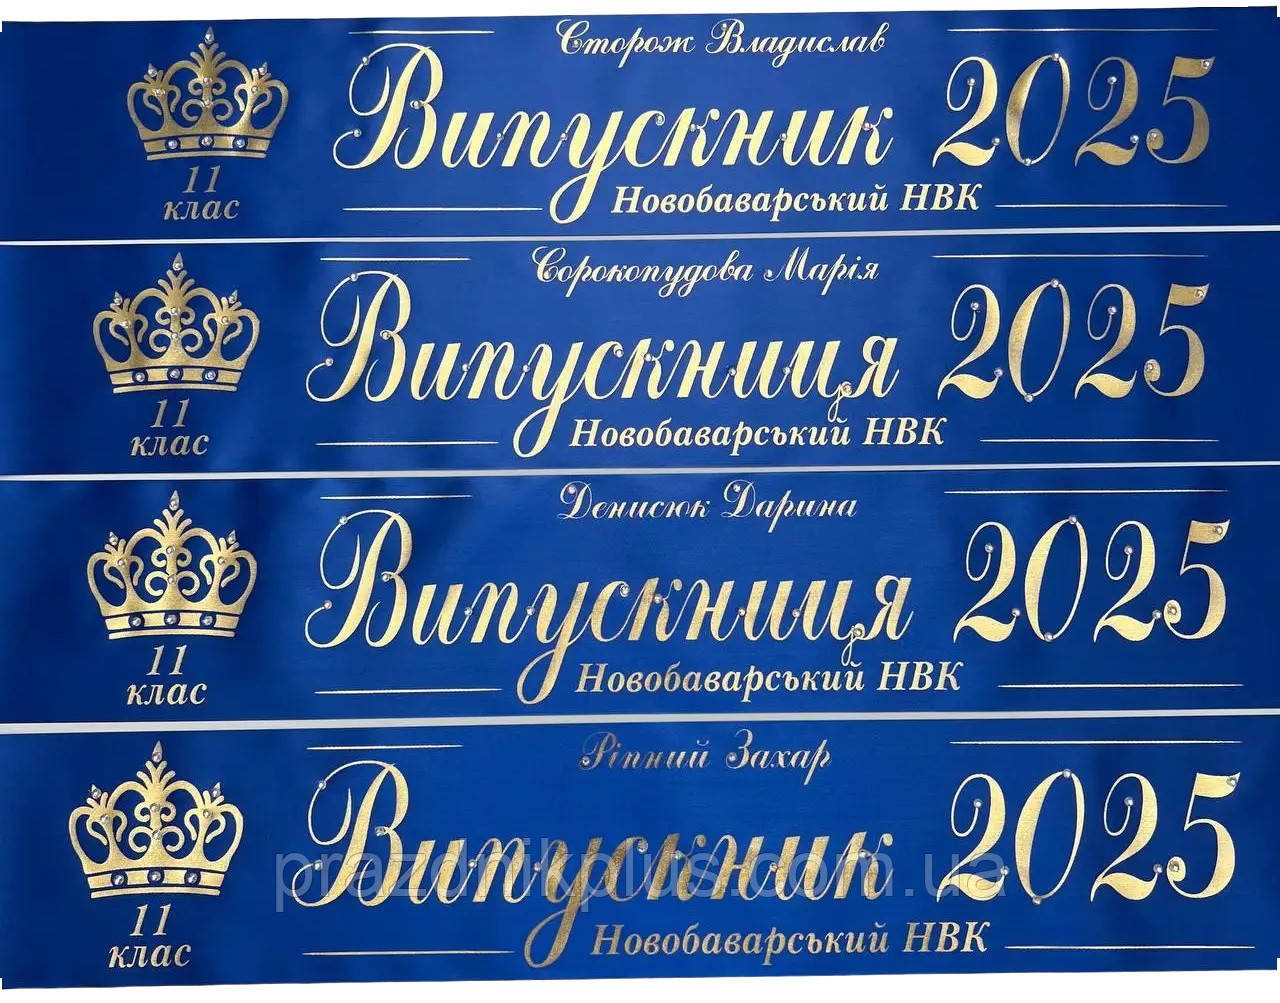 Сторож Владислав
Випускник 2025
11
клас
Новобаварський НВК
Сорокопудова Марія
Випускниця 2025
11
клас
Новобаварський НВК
Денисюк Дарина
Випускниця 2025
11
клас
Новобаварський НВК
Ріпний Захар
Випускник 2025
prazdnikplus.com.ua
11
клас
Новобаварський НВК